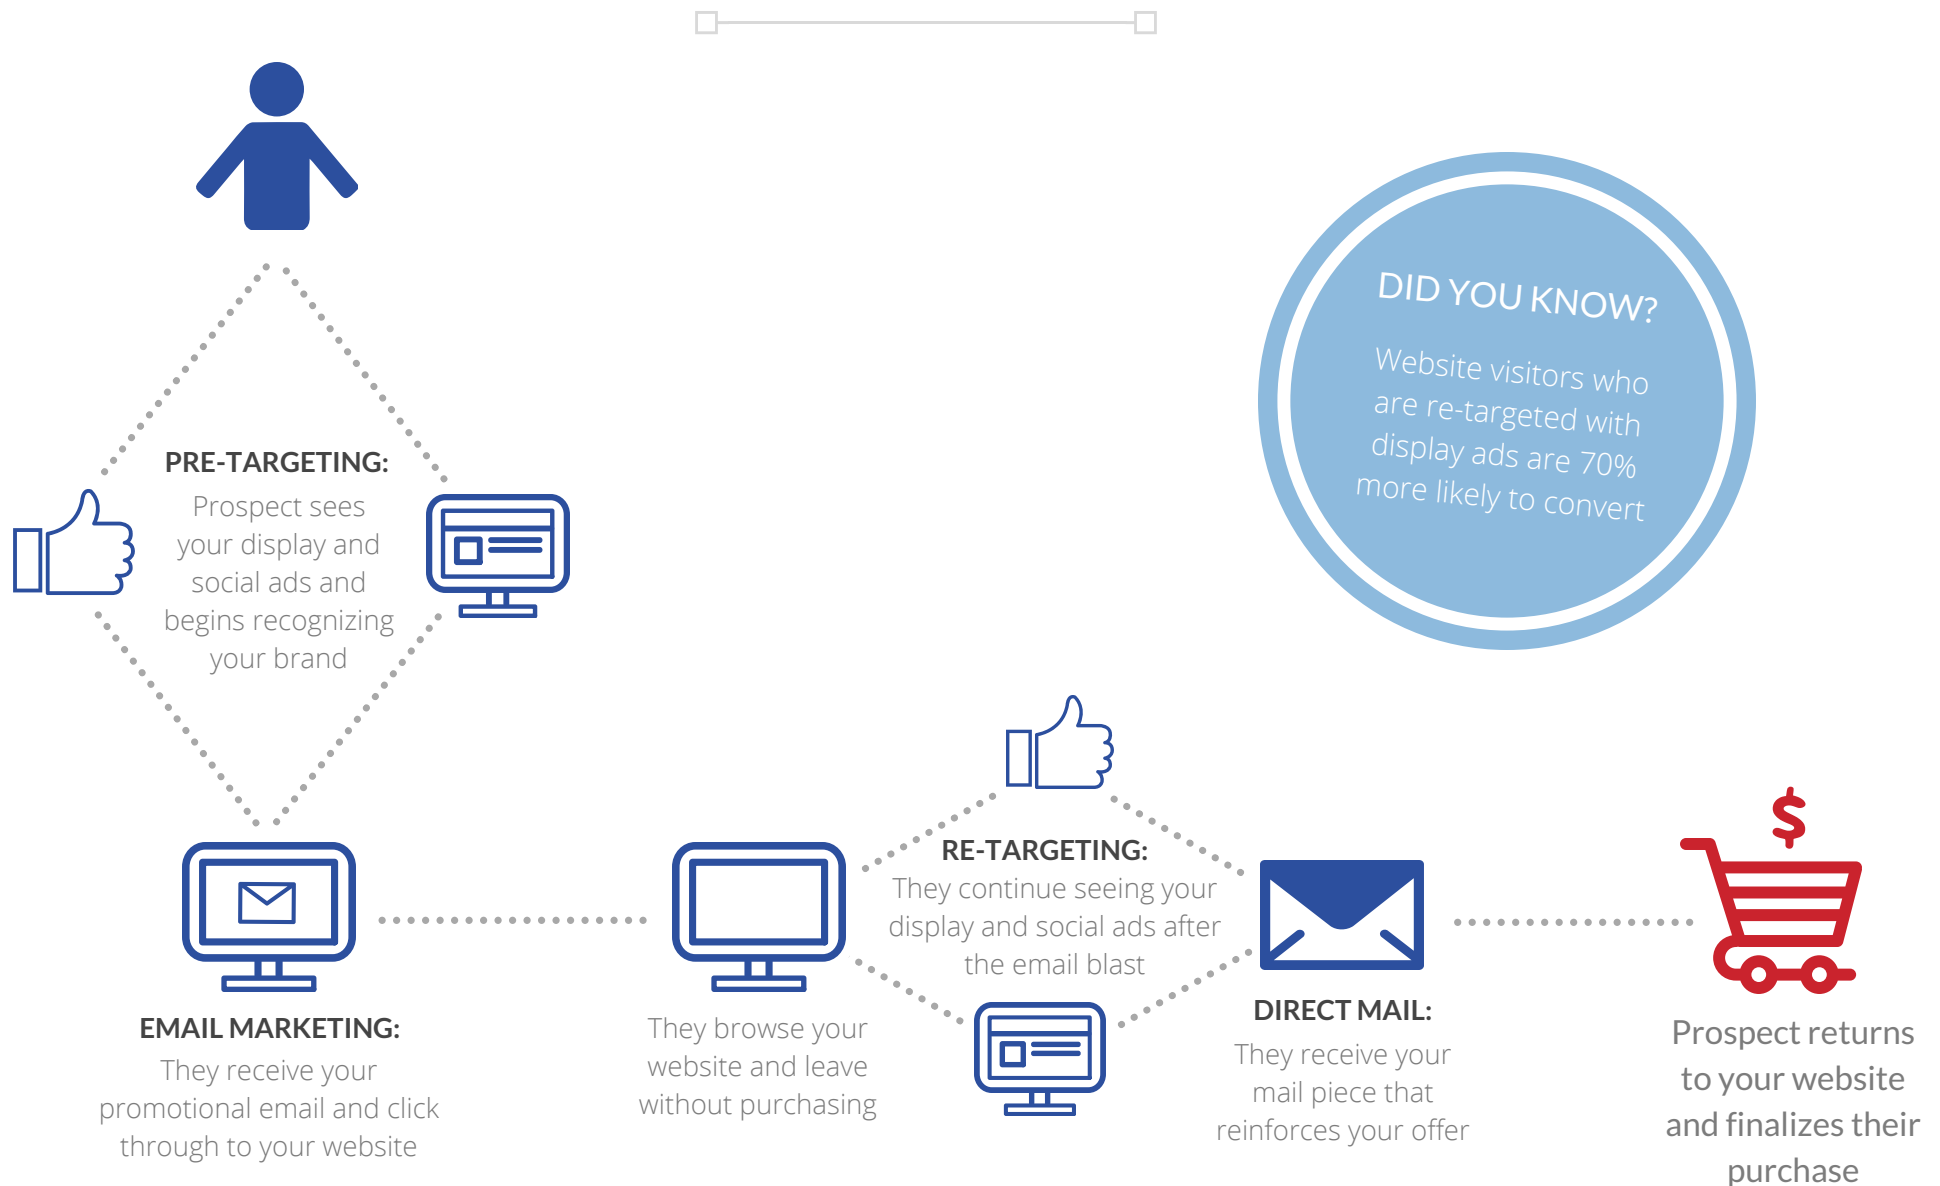 DID YOU KNOW?
Website visitors who
are re-targeted with
display ads are 70%
more likely to convert
PRE-TARGETING:
Prospect sees
your display and
social ads and
begins recognizing
your brand
EMAIL MARKETING:
They receive your
promotional email and click
through to your website
They browse your
website and leave
without purchasing
RE-TARGETING:
They continue seeing your
display and social ads after
the email blast
DIRECT MAIL:
They receive your
mail piece that
reinforces your offer
$
Prospect returns
to your website
and finalizes their
purchase